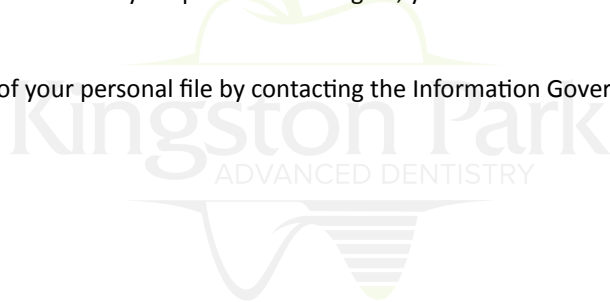 of your personal file by contacting the Information Gover
Kingston Park
ADVANCED DENTISTRY